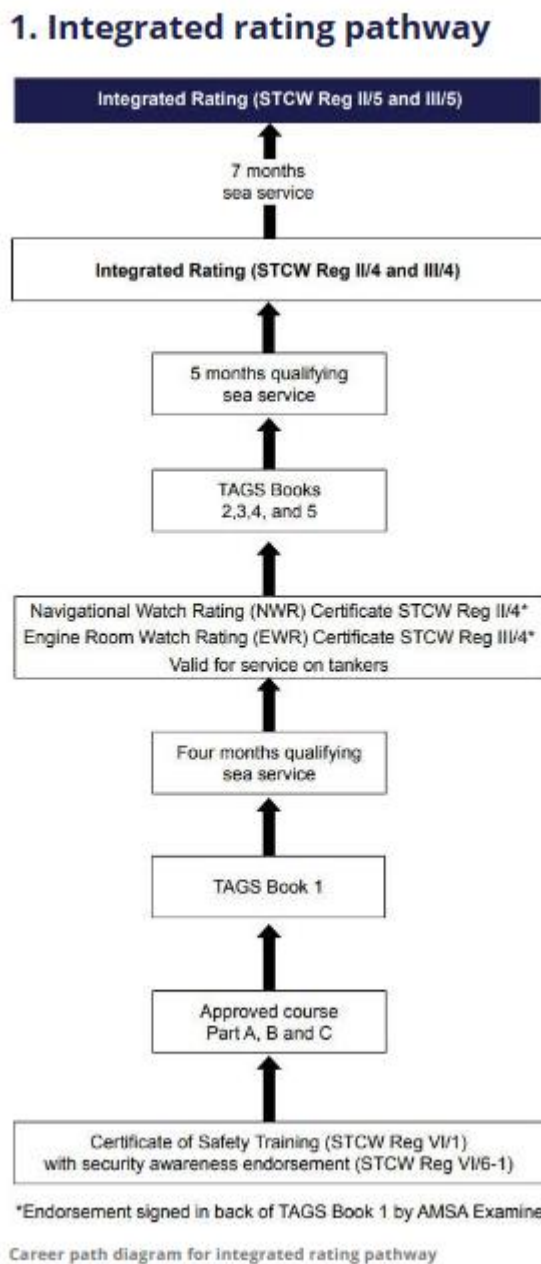 1. Integrated rating pathway
Integrated Rating (STCW Reg II/5 and III/5)
7 months
sea service
Integrated Rating (STCW Reg II/4 and III/4)
5 months qualifying
sea service
TAGS Books
2,3,4, and 5
Navigational Watch Rating (NWR) Certificate STCW Reg II/4*
Engine Room Watch Rating (EWR) Certificate STCW Reg III/4*
Valid for service on tankers
Four months qualifying
sea service
TAGS Book 1
Approved course
Part A, B and C
Certificate of Safety Training (STCW Reg VI/1)
with security awareness endorsement (STCW Reg VI/6-1)
*Endorsement signed in back of TAGS Book 1 by AMSA Examine
Career path diagram for integrated rating pathway